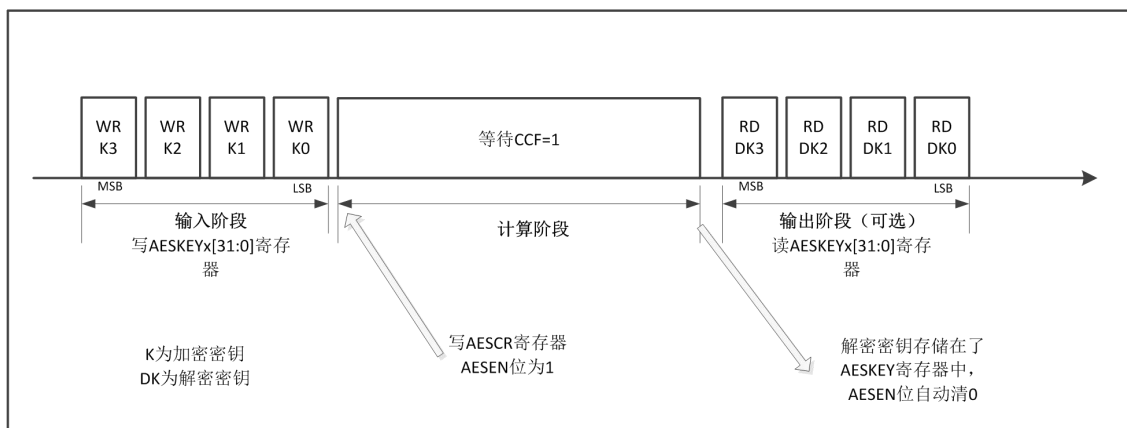 WR
K3
WR
K2
WR
K1
WR
K0
等待CCF=1
RD
DK3
RD
DK2
RD
DK1
RD
DK0
MSB
LSB
MSB
LSB
输入阶段
写AESKEYx[31:0]寄存
器
计算阶段
输出阶段（可选）
读AESKEYx[31:0]寄存
器
K为加密密钥
DK为解密密钥
写AESCR寄存器
AESEN位为1
解密密钥存储在了
AESKEY寄存器中，
AESEN位自动清0